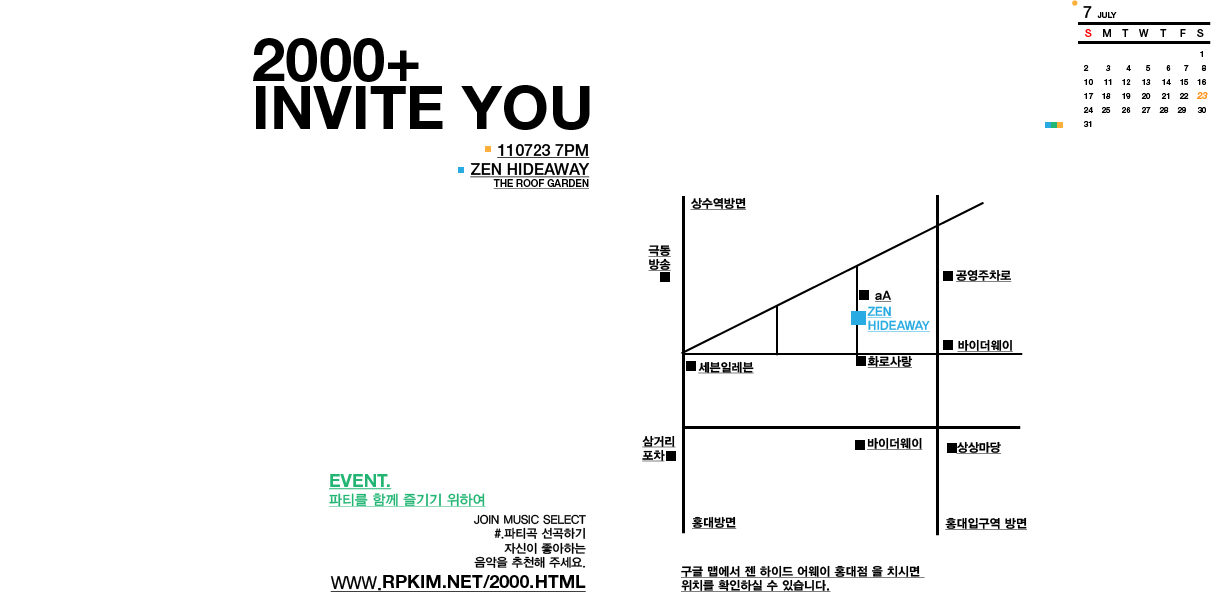 2000+
INVITE YOU
110723 7PM
ZEN HIDEAWAY
THE ROOF GARDEN
7 JULY
S M T W T F S
1
2 3 4 5 6 7 8
10 11 12 13 14 15 16
17 18 19 20 21 22 23
24 25 26 27 28 29 30
31
상수역방면
극동
방송
공영주차로
aA
ZEN
HIDEAWAY
바이더웨이
화로사랑
세븐일레븐
삼거리
포차
바이더웨이
상상마당
홍대방면
홍대입구역 방면
EVENT.
파티를 함께 즐기기 위하여
JOIN MUSIC SELECT
#.파티곡 선곡하기
자신이 좋아하는
음악을 추천해 주세요.
WWW.RPKIM.NET/2000.HTML
구글 맵에서 젠 하이드 어웨이 홍대점 을 치시면
위치를 확인하실 수 있습니다.